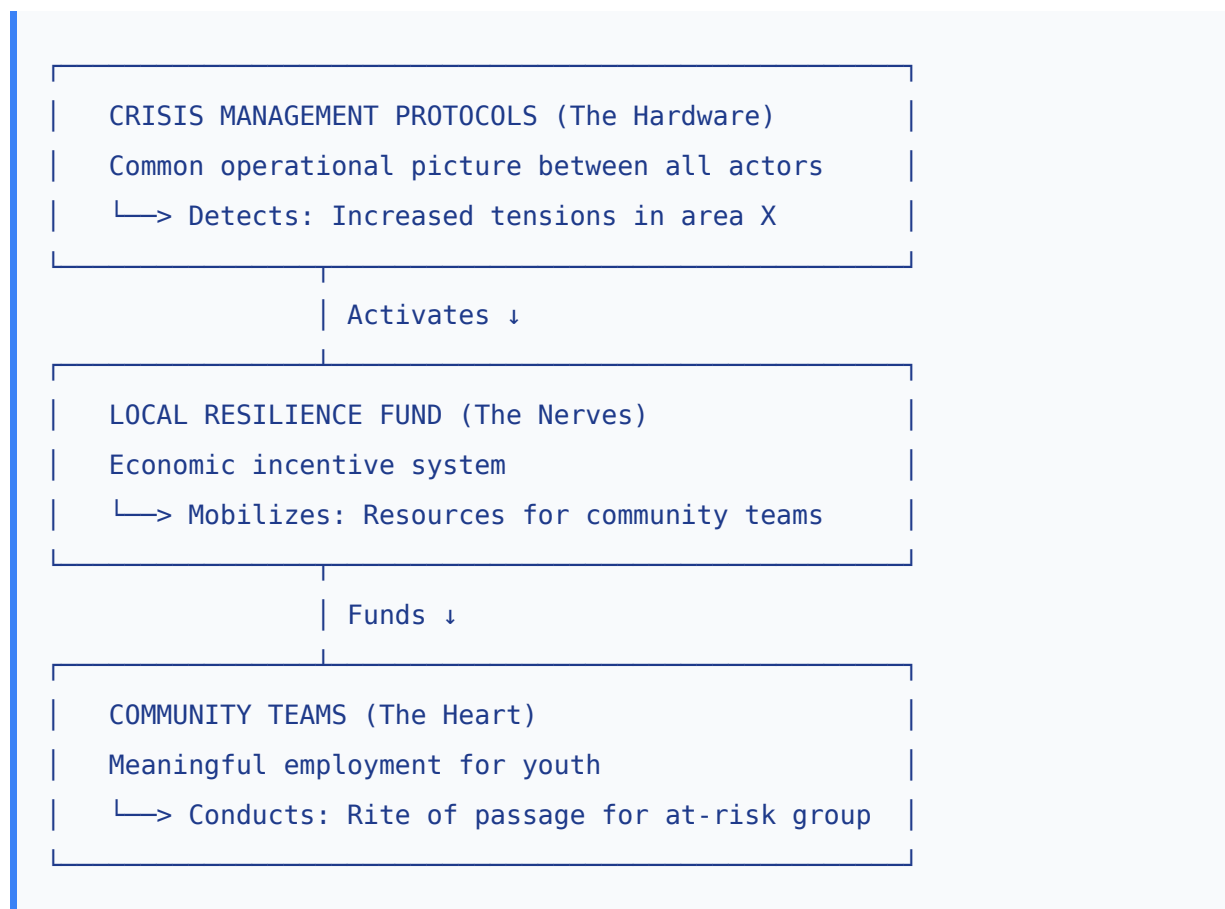 CRISIS MANAGEMENT PROTOCOLS (The Hardware)
Common operational picture between all actors
└──> Detects: Increased tensions in area X
Activates ↓
LOCAL RESILIENCE FUND (The Nerves)
Economic incentive system
└──> Mobilizes: Resources for community teams
Funds ↓
COMMUNITY TEAMS (The Heart)
Meaningful employment for youth
└──> Conducts: Rite of passage for at-risk group